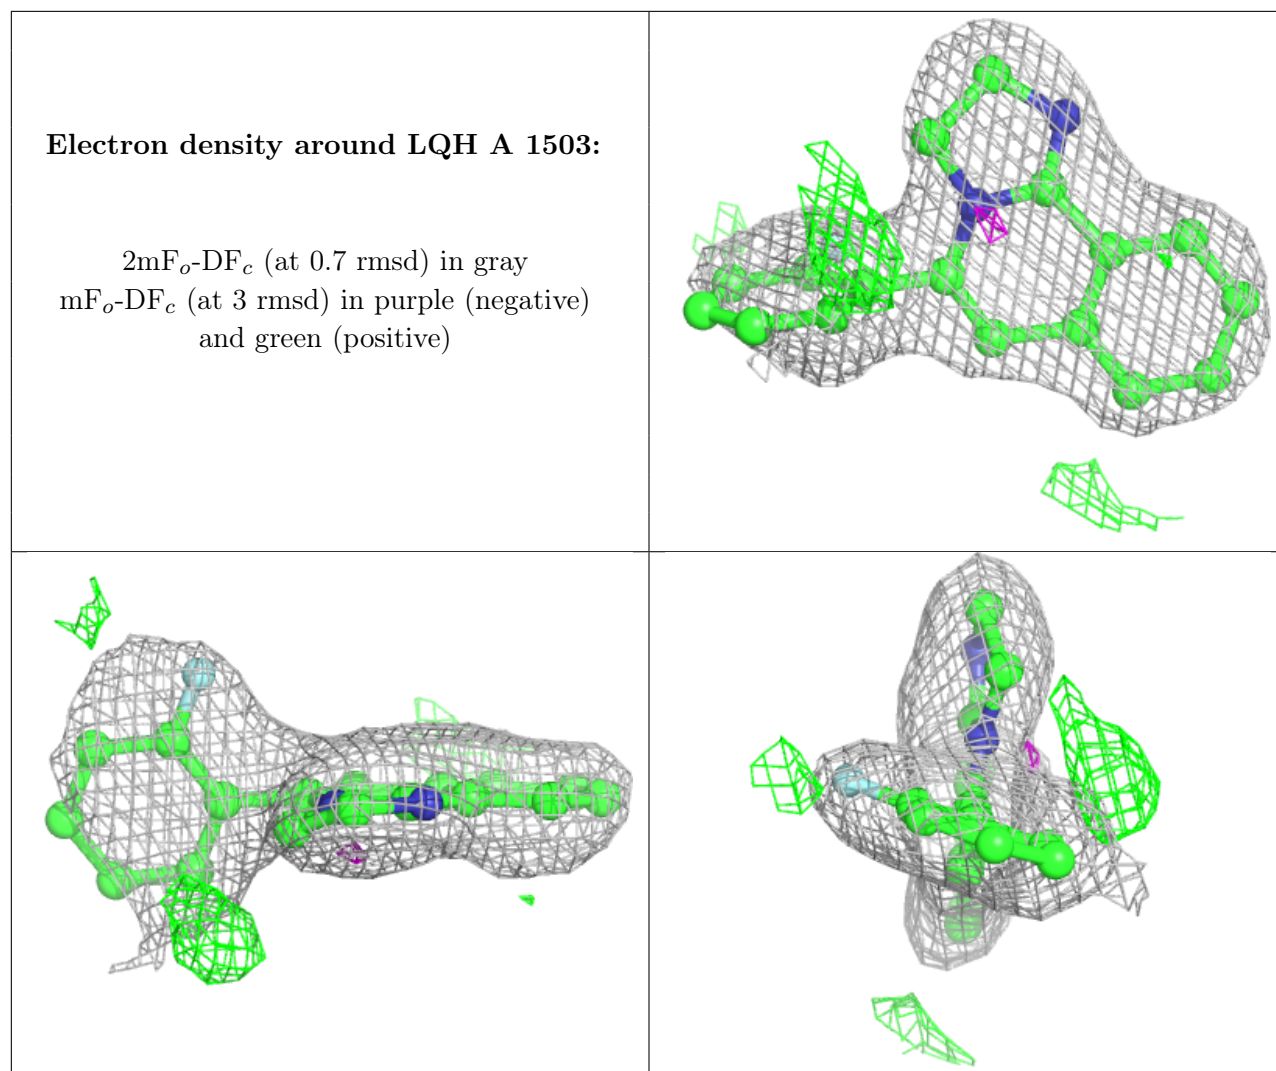 Electron density around LQH A 1503:
2mFo-DFc (at 0.7 rmsd) in gray
mFo-DFc (at 3 rmsd) in purple (negative)
and green (positive)